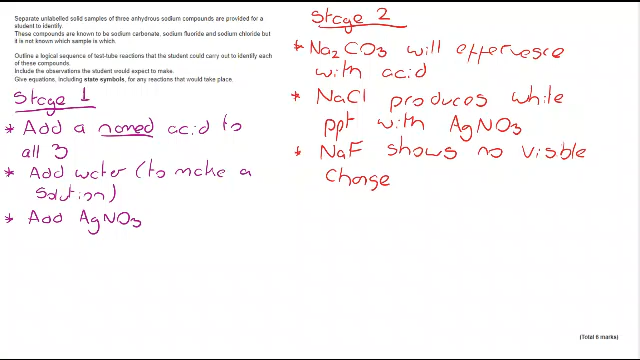 Separate unlabelled solid samples of three anhydrous sodium compounds are provided for a
student to identify.
These compounds are known to be sodium carbonate, sodium fluoride and sodium chloride
but it is not known which sample is which.
Outline a logical sequence of test-tube reactions that the student could carry out to identify each
of these compounds.
Include the observations the student would expect to make.
Give equations, including state symbols, for any reactions that would take place.
Stage 1
* Add a named acid to
all 3
* Add water (to make a
solution)
* Add AgNO3
Stage 2
* Na2CO3 will effervesce
with acid
* NaCl produces white
ppt with AgNO3
* NaF shows no visible
change
(Total 6 marks)